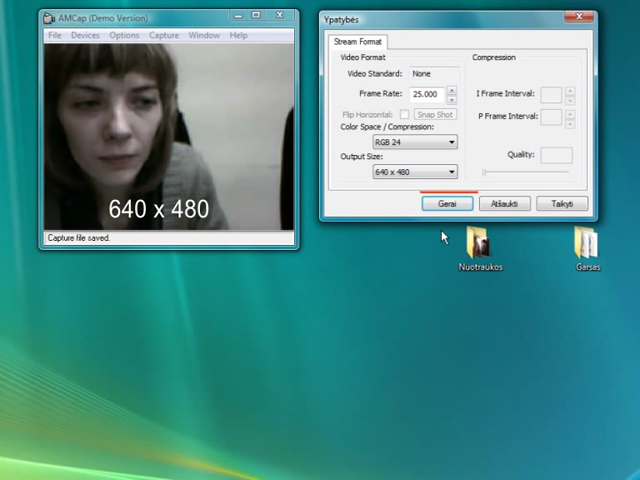 AMCap (Demo Version)
File Devices Options Capture Window Help
640 x 480
Capture file saved.
Ypatybės
Stream Format
Video Format
Video Standard: None
Frame Rate: 25.000
Flip Horizontal: Snap Shot
Color Space / Compression:
RGB 24
Output Size:
640 x 480
Compression
I Frame Interval:
P Frame Interval:
Quality:
Gerai Atšaukti Taikyti
Nuotraukos
Garsas